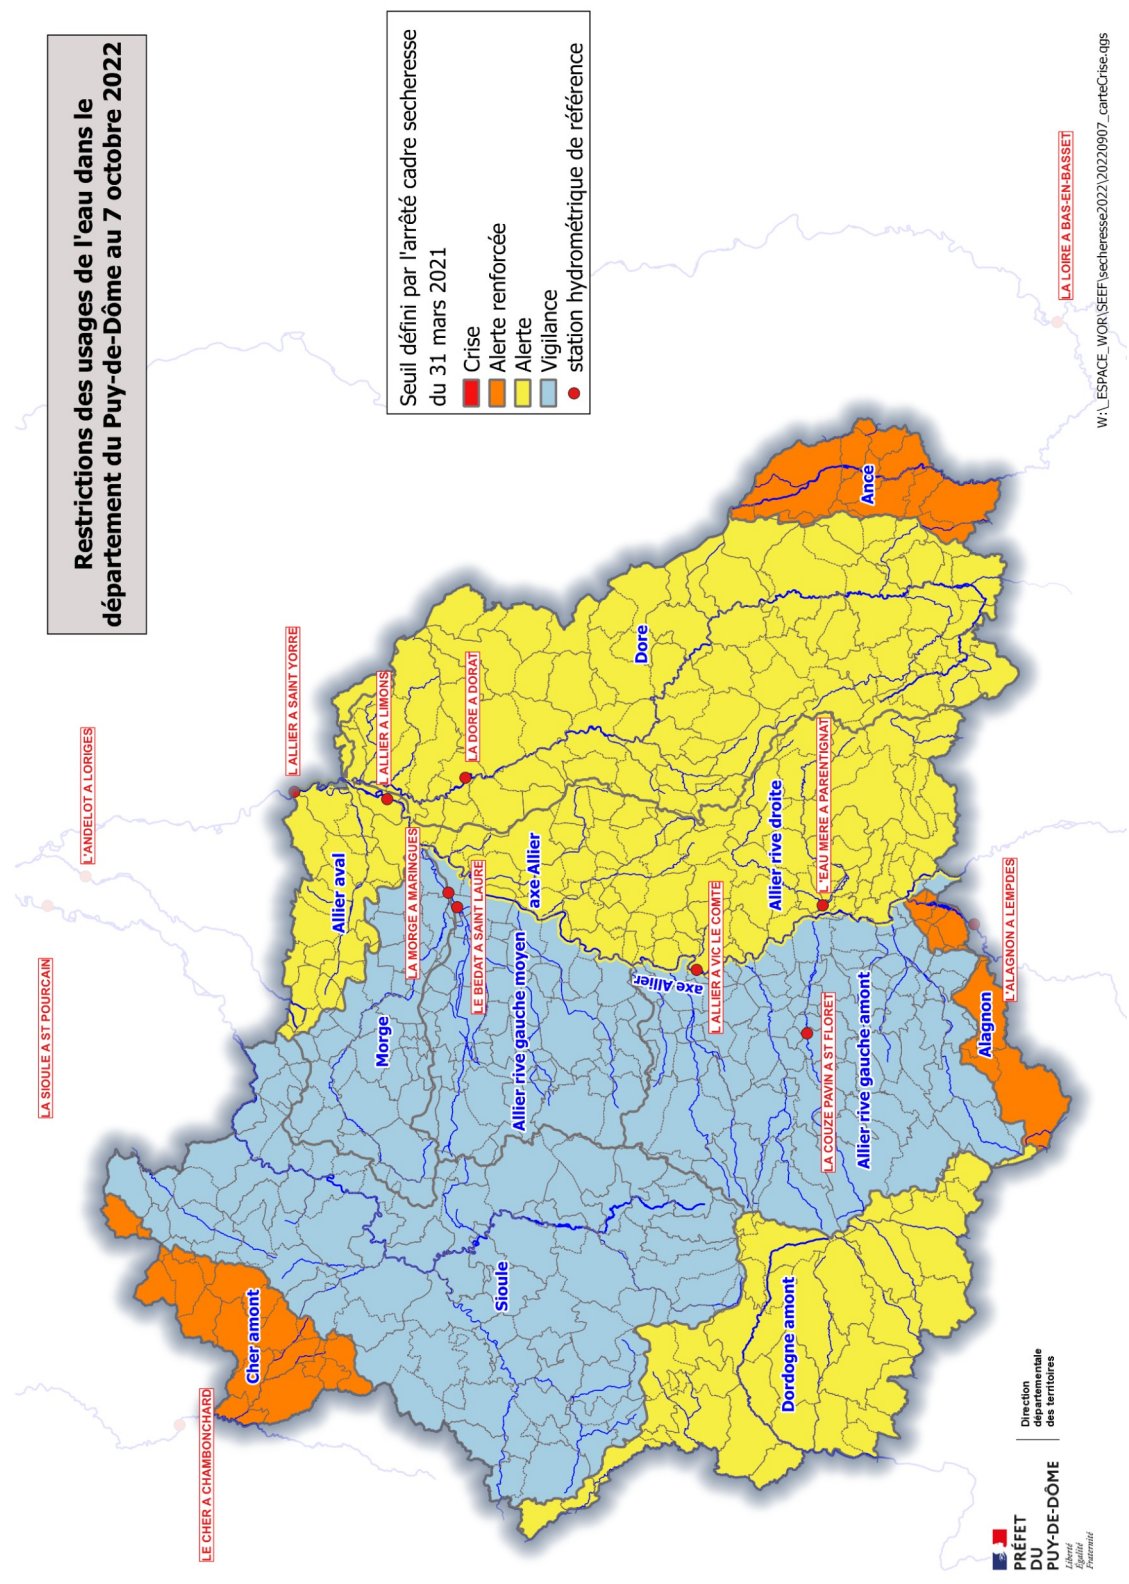 Restrictions des usages de l'eau dans le
département du Puy-de-Dôme au 7 octobre 2022
Seuil défini par l'arrêté cadre secheresse
du 31 mars 2021
Crise
Alerte renforcée
Alerte
Vigilance
station hydrométrique de référence
LA SIOULE A ST POURCAIN
L'ANDELOT A LORIGES
LE CHER A CHAMBONCHARD
L ALLIER A SAINT YORRE
Cher amont
Allier aval
L ALLIER A LIMONS
Morge
LA MORGE A MARINGUES
LA DORE A DORAT
LE BEDAT A SAINT LAURE
Sioule
Allier rive gauche moyen
axe Allier
Dore
axe Allier
L ALLIER A VIC LE COMTE
Dordogne amont
Allier rive droite
LA COUZE PAVIN A ST FLORET
L'EAU MERE A PARENTIGNAT
Allier rive gauche amont
Ance
Alagnon
L'ALAGNON A LEMPDES
LA LOIRE A BAS-EN-BASSET
PRÉFET
DU
PUY-DE-DÔME
Liberté
Égalité
Fraternité
Direction
départementale
des territoires
W:\_ESPACE_WOR\SEEF\secheresse2022\20220907_carteCrise.qgs